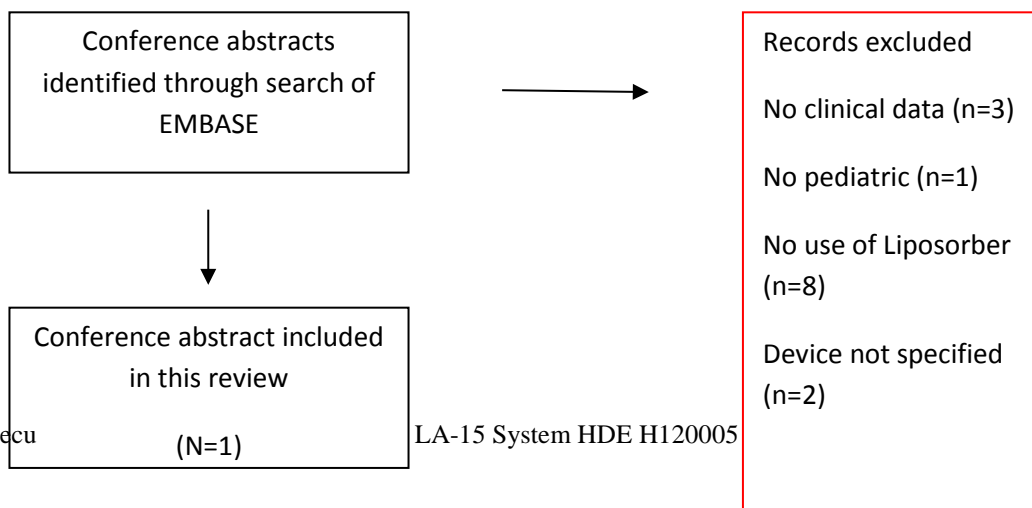 Conference abstracts
identified through search of
EMBASE
Records excluded
No clinical data (n=3)
No pediatric (n=1)
No use of Liposorber
(n=8)
Device not specified
(n=2)
Conference abstract included
in this review
(N=1)
ecu
LA-15 System HDE H120005